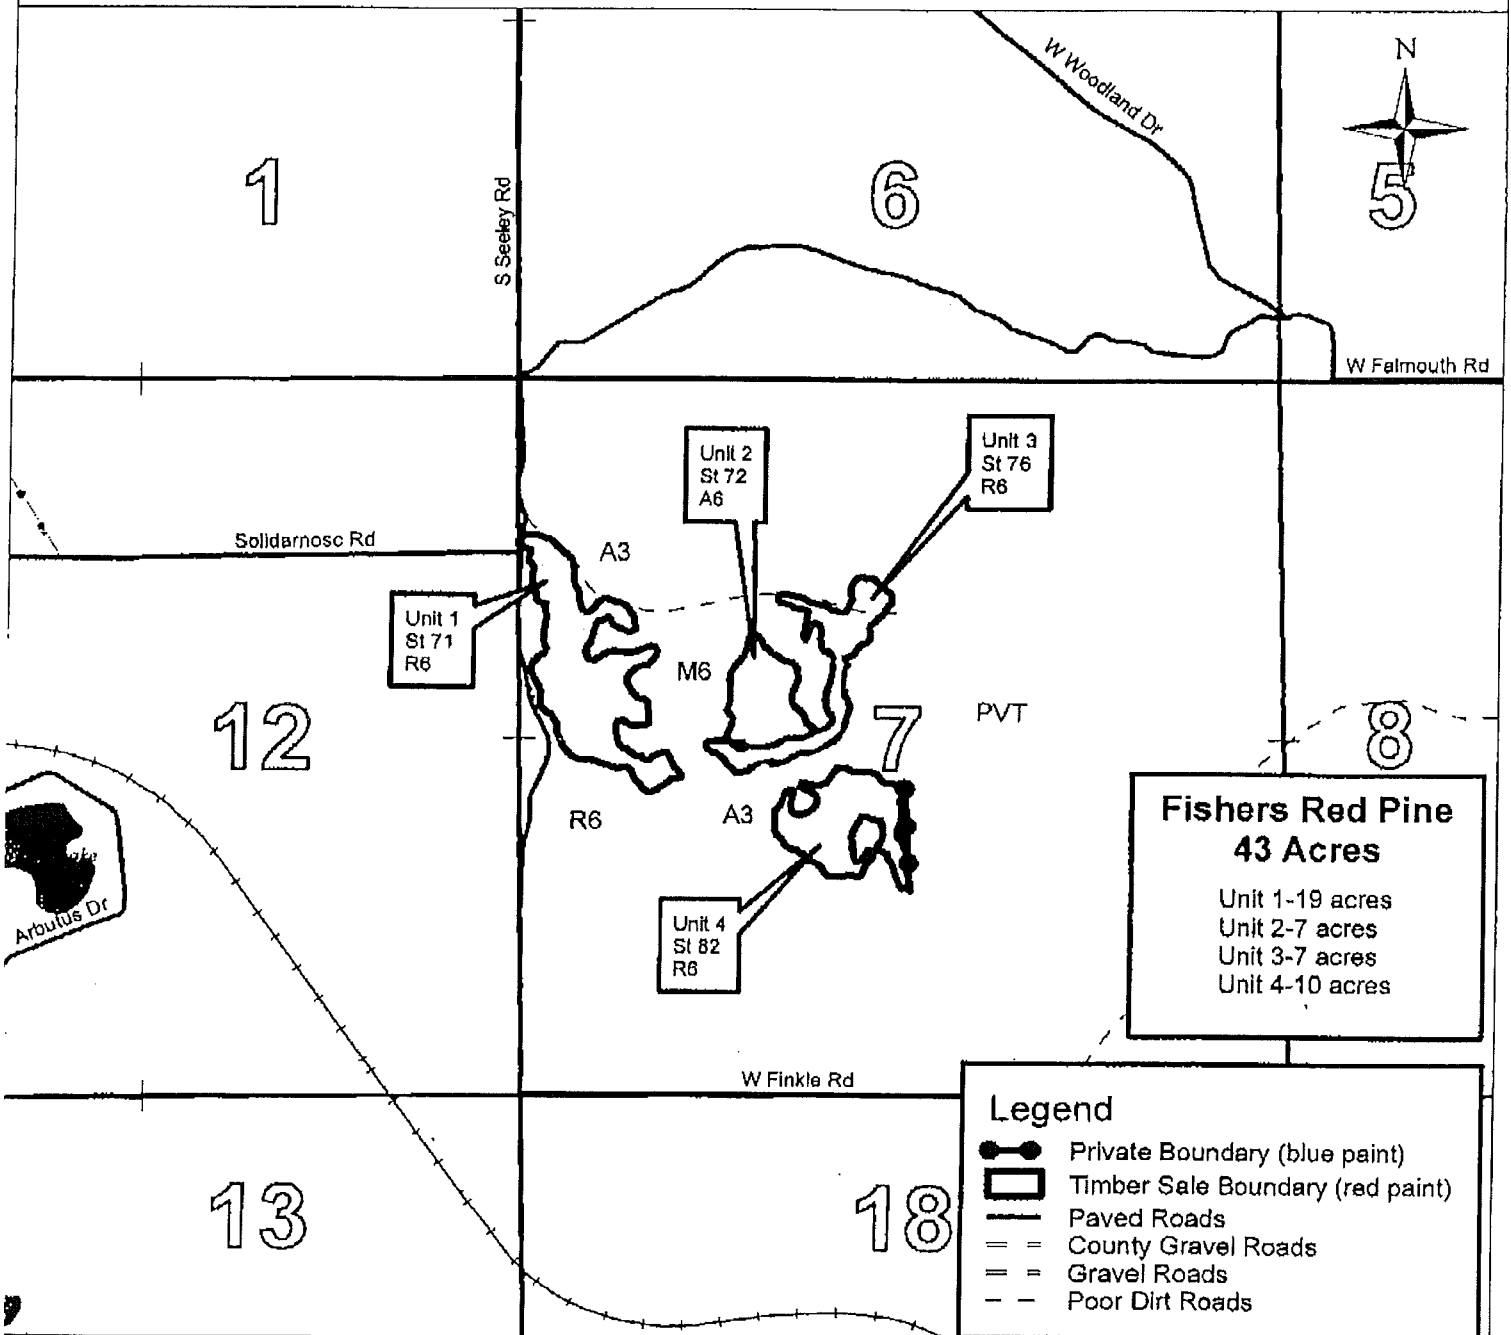 N
W Woodland Dr
1
6
5
S Seeley Rd
W Falmouth Rd
Unit 2
St 72
A6
Unit 3
St 76
R6
Solidarnosc Rd
A3
Unit 1
St 71
R6
M6
12
7
PVT
8
R6
A3
Fishers Red Pine
43 Acres
Unit 1-19 acres
Unit 2-7 acres
Unit 3-7 acres
Unit 4-10 acres
Arbutus Dr
Unit 4
St 82
R6
W Finkle Rd
13
18
Legend
Private Boundary (blue paint)
Timber Sale Boundary (red paint)
Paved Roads
County Gravel Roads
Gravel Roads
Poor Dirt Roads